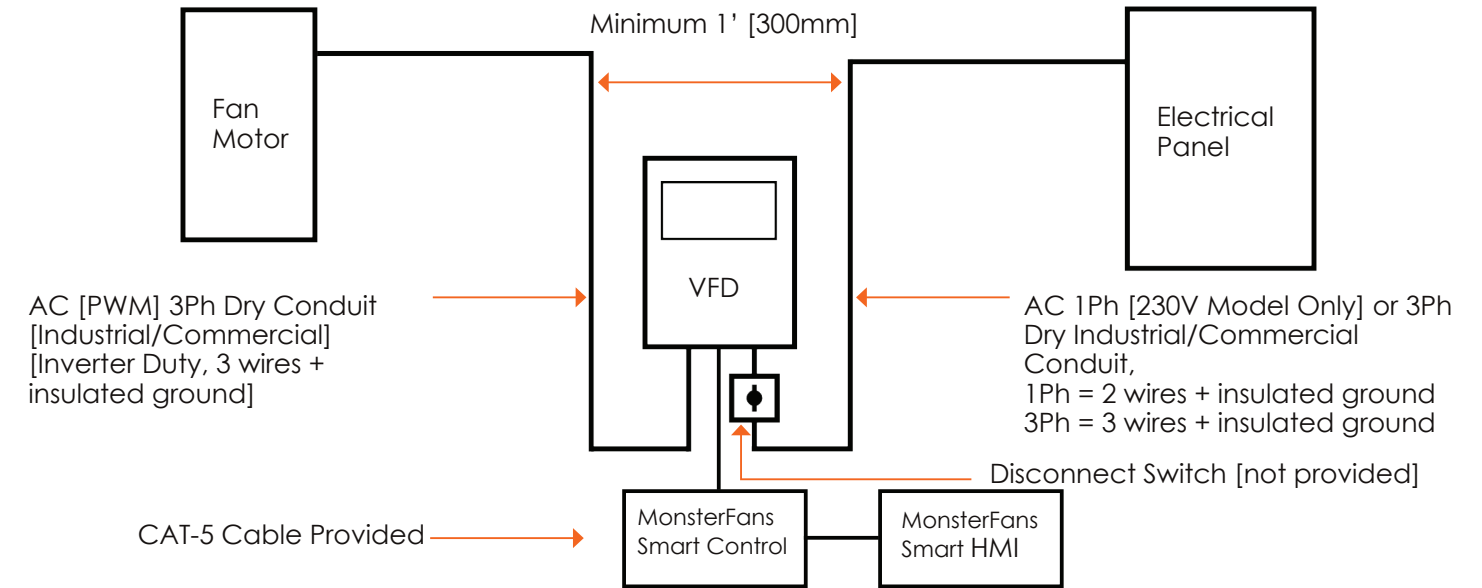 Minimum 1’ [300mm]
Fan
Motor
Electrical
Panel
VFD
AC [PWM] 3Ph Dry Conduit
[Industrial/Commercial]
[Inverter Duty, 3 wires +
insulated ground]
AC 1Ph [230V Model Only] or 3Ph
Dry Industrial/Commercial
Conduit,
1Ph = 2 wires + insulated ground
3Ph = 3 wires + insulated ground
Disconnect Switch [not provided]
CAT-5 Cable Provided
MonsterFans
Smart Control
MonsterFans
Smart HMI